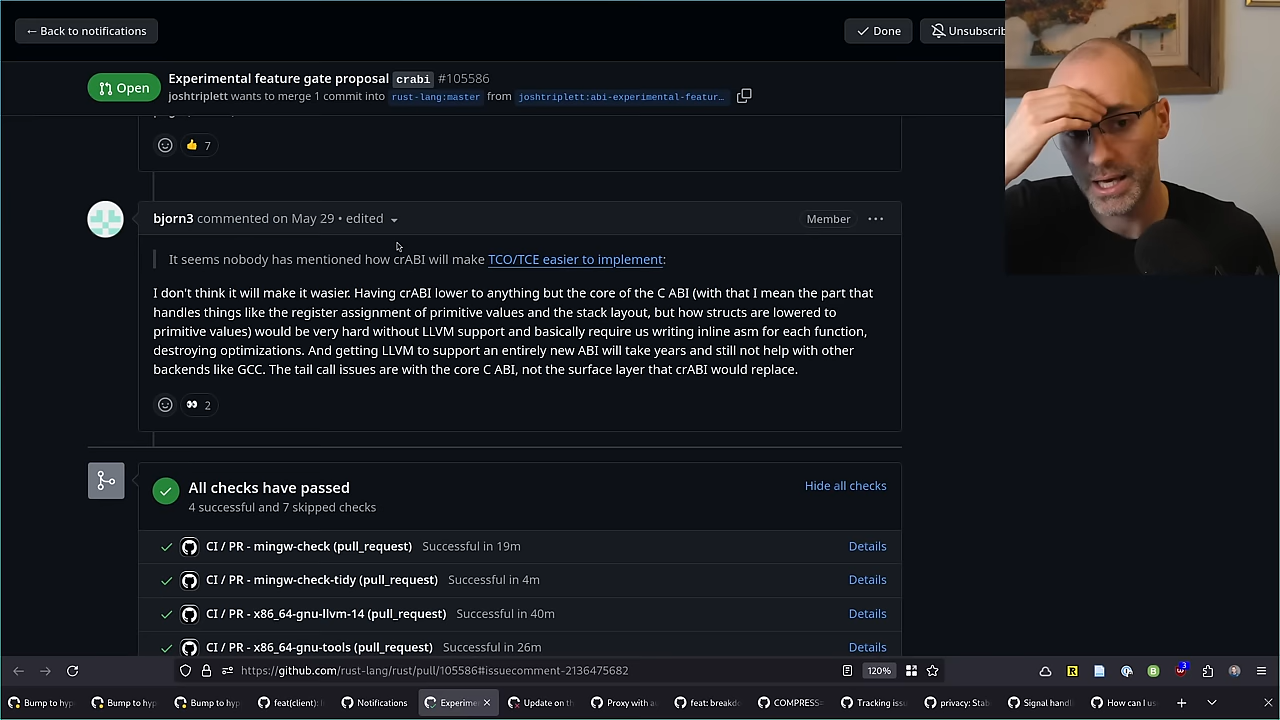 ← Back to notifications
Done
Unsubscrib
Open
Experimental feature gate proposal crabi #105586
joshtriplett wants to merge 1 commit into rust-lang:master from joshtriplett:abi-experimental-featur…
7
bjorn3 commented on May 29 • edited
Member
It seems nobody has mentioned how crABI will make TCO/TCE easier to implement:
I don't think it will make it wasier. Having crABI lower to anything but the core of the C ABI (with that I mean the part that
handles things like the register assignment of primitive values and the stack layout, but how structs are lowered to
primitive values) would be very hard without LLVM support and basically require us writing inline asm for each function,
destroying optimizations. And getting LLVM to support an entirely new ABI will take years and still not help with other
backends like GCC. The tail call issues are with the core C ABI, not the surface layer that crABI would replace.
2
All checks have passed
Hide all checks
4 successful and 7 skipped checks
CI / PR - mingw-check (pull_request) Successful in 19m Details
CI / PR - mingw-check-tidy (pull_request) Successful in 4m Details
CI / PR - x86_64-gnu-llvm-14 (pull_request) Successful in 40m Details
CI / PR - x86_64-gnu-tools (pull_request) Successful in 26m Details
https://github.com/rust-lang/rust/pull/105586#issuecomment-2136475682
120%
3
Bump to hyp
Bump to hyp
Bump to hyp
feat(client): h
Notifications
Experime
Update on th
Proxy with au
feat: breakdo
COMPRESS
Tracking issu
privacy: Stab
Signal handl
How can I us